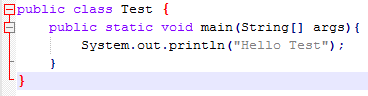 public class Test {
    public static void main(String[] args){
        System.out.println("Hello Test");
    }
}